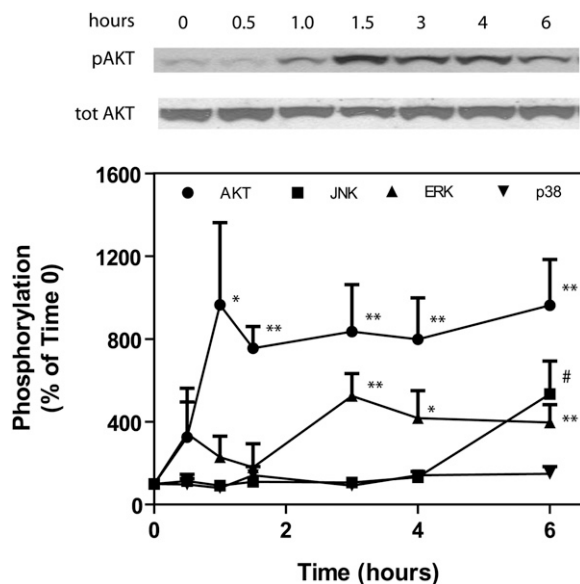 hours 0 0.5 1.0 1.5 3 4 6
pAKT
tot AKT
1600
AKT JNK ERK p38
1200
** 
* ** ** 
800 **
#
** 
400 * **
0
0 2 4 6
Phosphorylation
(% of Time 0)
Time (hours)